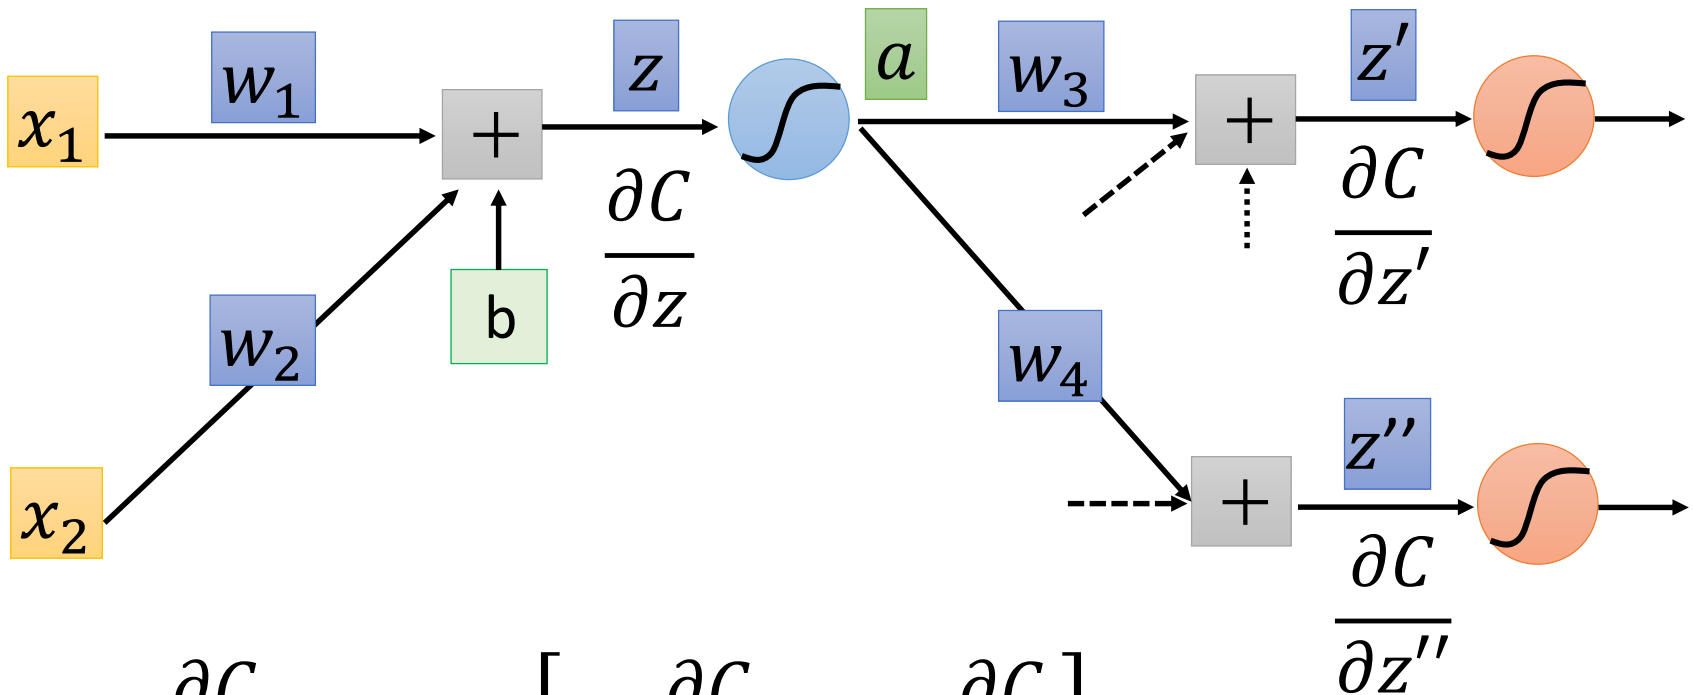 x₁ w₁ + z a w₃ + z′
∂C/∂z ∂C/∂z′
w₂ b
w₄
x₂ + z′′
∂C/∂z′′
∂C [ ∂C ∂C ]